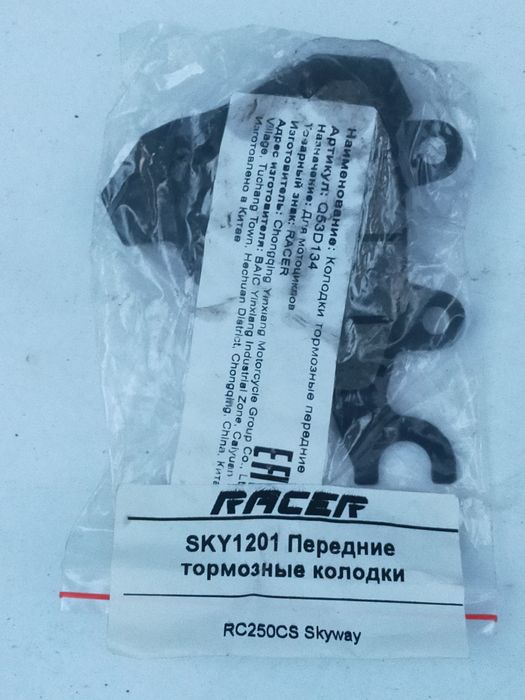 Наименование: Колодки тормозные передние
Артикул: Q53D134
Назначение: Для мотоциклов
Товарный знак: RACER
Изготовитель: Chongqing Yinxiang Motorcycle Group Co.,
Адрес изготовителя: BAIC Yinxiang Industrial Zone, Caiyuan
Village, Tuchang Town, Hechuan District, Chongqing, China,
Изготовлено в Китае
EAC
RACER
SKY1201 Передние
тормозные колодки
RC250CS Skyway